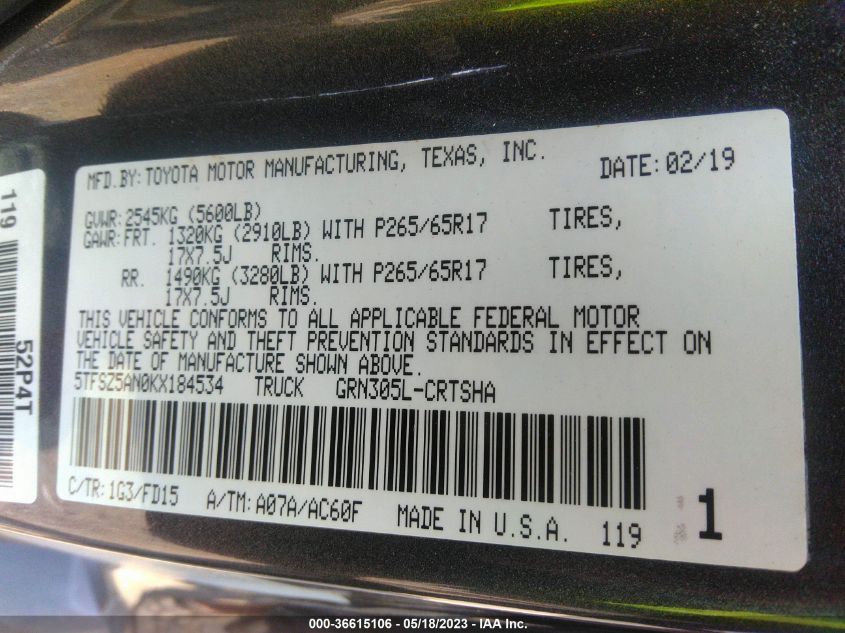 MFD.BY:TOYOTA MOTOR MANUFACTURING, TEXAS, INC. DATE:02/19
GVWR:2545KG (5600LB)
GAWR:FRT. 1320KG (2910LB) WITH P265/65R17 TIRES,
17X7.5J RIMS.
RR. 1490KG (3280LB) WITH P265/65R17 TIRES,
17X7.5J RIMS.
THIS VEHICLE CONFORMS TO ALL APPLICABLE FEDERAL MOTOR
VEHICLE SAFETY AND THEFT PREVENTION STANDARDS IN EFFECT ON
THE DATE OF MANUFACTURE SHOWN ABOVE.
5TFSZ5AN0KX184534 TRUCK GRN305L-CRTSHA
C/TR:1G3/FD15 A/TM:A07A/AC60F MADE IN U.S.A. 119 1
119
52P4T
000-36615106 - 05/18/2023 - IAA Inc.